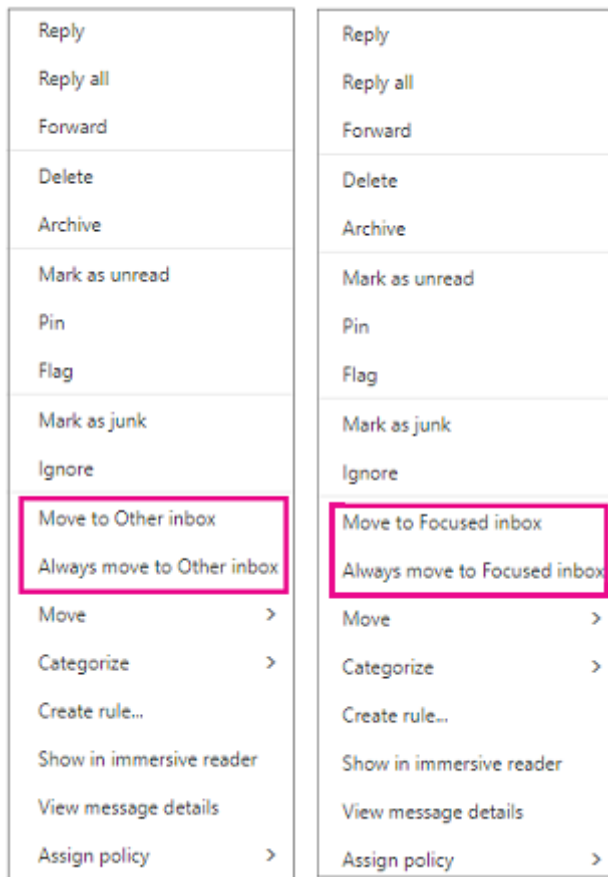 Reply
Reply all
Forward
Delete
Archive
Mark as unread
Pin
Flag
Mark as junk
Ignore
Move to Other inbox
Always move to Other inbox
Move
Categorize
Create rule...
Show in immersive reader
View message details
Assign policy
Reply
Reply all
Forward
Delete
Archive
Mark as unread
Pin
Flag
Mark as junk
Ignore
Move to Focused inbox
Always move to Focused inbox
Move
Categorize
Create rule...
Show in immersive reader
View message details
Assign policy